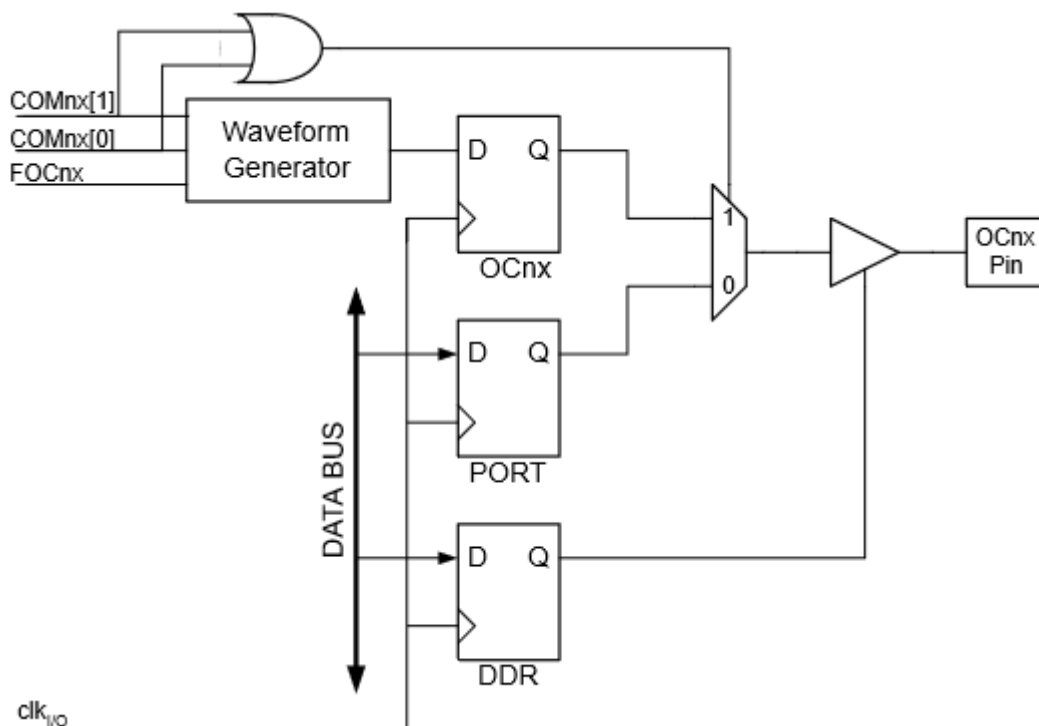 COMnx[1]
COMnx[0]
FOCnx
Waveform
Generator
D Q
OCnx
1
0
OCnx
Pin
D Q
PORT
DATA BUS
D Q
DDR
clkI/O